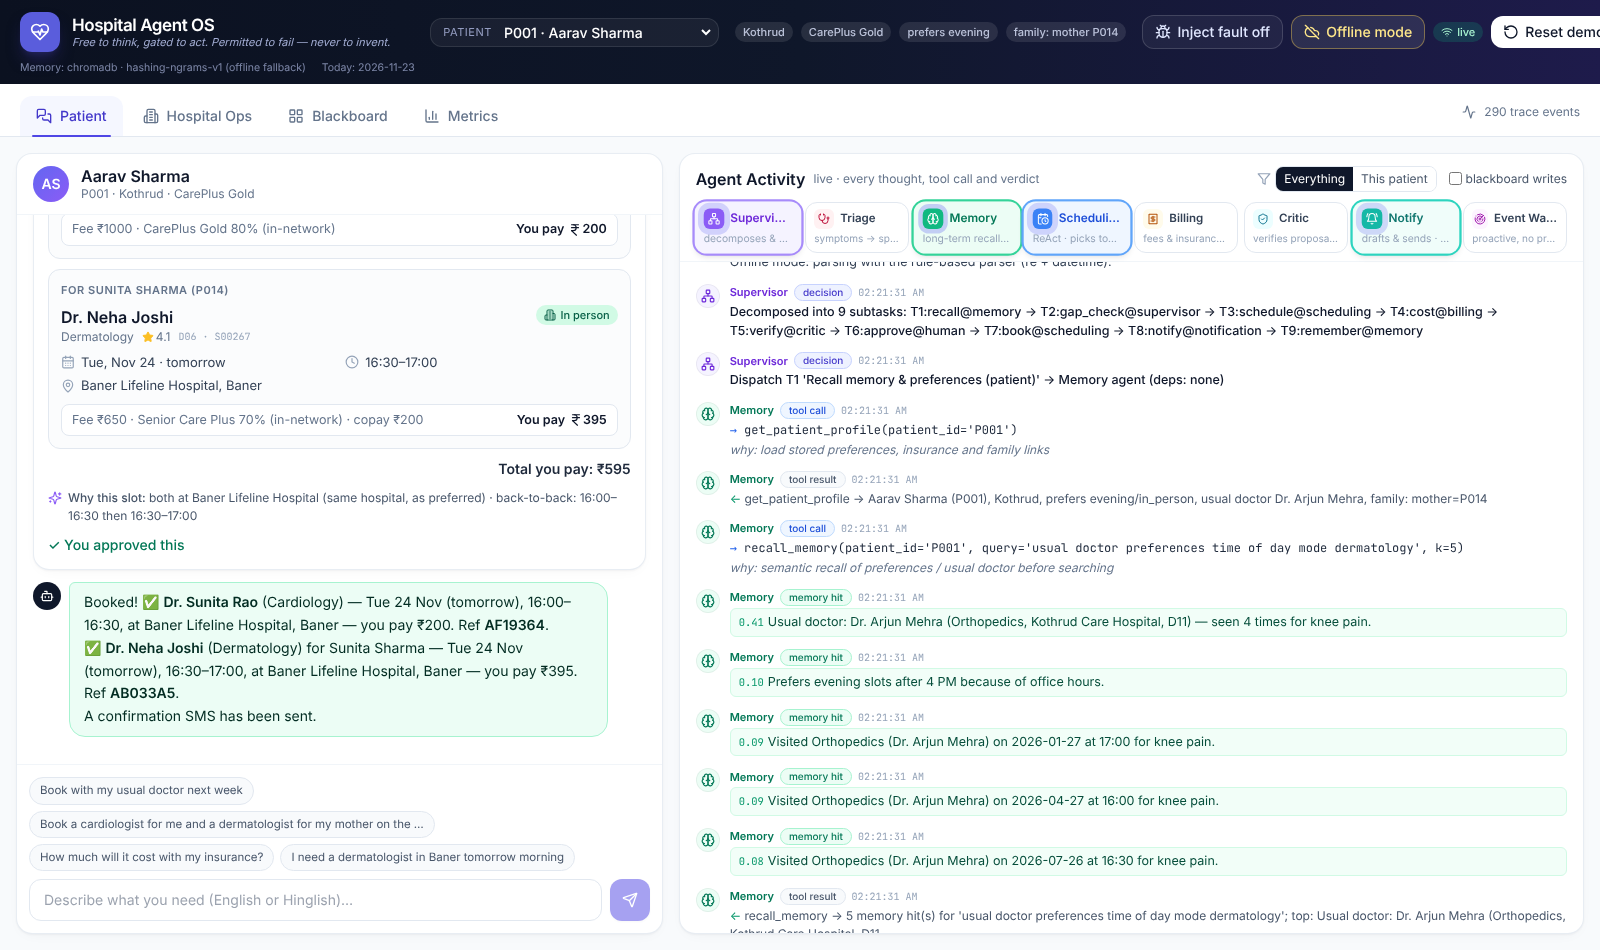 Hospital Agent OS
Free to think, gated to act. Permitted to fail — never to invent.
PATIENT P001 · Aarav Sharma
Kothrud
CarePlus Gold
prefers evening
family: mother P014
Inject fault off
Offline mode
live
Reset demo
Memory: chromadb · hashing-ngrams-v1 (offline fallback) Today: 2026-11-23
Patient
Hospital Ops
Blackboard
Metrics
290 trace events
AS
Aarav Sharma
P001 · Kothrud · CarePlus Gold
Fee ₹1000 · CarePlus Gold 80% (in-network) You pay ₹ 200
FOR SUNITA SHARMA (P014)
Dr. Neha Joshi
In person
Dermatology 4.1 D06 · S00267
Tue, Nov 24 · tomorrow 16:30–17:00
Baner Lifeline Hospital, Baner
Fee ₹650 · Senior Care Plus 70% (in-network) · copay ₹200 You pay ₹ 395
Total you pay: ₹595
Why this slot: both at Baner Lifeline Hospital (same hospital, as preferred) · back-to-back: 16:00–
16:30 then 16:30–17:00
✓ You approved this
Booked! ✅ Dr. Sunita Rao (Cardiology) — Tue 24 Nov (tomorrow), 16:00–
16:30, at Baner Lifeline Hospital, Baner — you pay ₹200. Ref AF19364.
✅ Dr. Neha Joshi (Dermatology) for Sunita Sharma — Tue 24 Nov
(tomorrow), 16:30–17:00, at Baner Lifeline Hospital, Baner — you pay ₹395.
Ref AB033A5.
A confirmation SMS has been sent.
Book with my usual doctor next week
Book a cardiologist for me and a dermatologist for my mother on the ...
How much will it cost with my insurance?
I need a dermatologist in Baner tomorrow morning
Describe what you need (English or Hinglish)...
Agent Activity live · every thought, tool call and verdict
Everything
This patient
blackboard writes
Supervi...
decomposes & ...
Triage
symptoms → sp...
Memory
long-term recall...
Scheduli...
ReAct · picks to...
Billing
fees & insuranc...
Critic
verifies proposa...
Notify
drafts & sends · ...
Event Wa...
proactive, no pr...
Offline mode: parsing with the rule-based parser (re + datetime).
Supervisor decision 02:21:31 AM
Decomposed into 9 subtasks: T1:recall@memory → T2:gap_check@supervisor → T3:schedule@scheduling → T4:cost@billing →
T5:verify@critic → T6:approve@human → T7:book@scheduling → T8:notify@notification → T9:remember@memory
Supervisor decision 02:21:31 AM
Dispatch T1 'Recall memory & preferences (patient)' → Memory agent (deps: none)
Memory tool call 02:21:31 AM
→ get_patient_profile(patient_id='P001')
why: load stored preferences, insurance and family links
Memory tool result 02:21:31 AM
← get_patient_profile → Aarav Sharma (P001), Kothrud, prefers evening/in_person, usual doctor Dr. Arjun Mehra, family: mother=P014
Memory tool call 02:21:31 AM
→ recall_memory(patient_id='P001', query='usual doctor preferences time of day mode dermatology', k=5)
why: semantic recall of preferences / usual doctor before searching
Memory memory hit 02:21:31 AM
0.41 Usual doctor: Dr. Arjun Mehra (Orthopedics, Kothrud Care Hospital, D11) — seen 4 times for knee pain.
Memory memory hit 02:21:31 AM
0.10 Prefers evening slots after 4 PM because of office hours.
Memory memory hit 02:21:31 AM
0.09 Visited Orthopedics (Dr. Arjun Mehra) on 2026-01-27 at 17:00 for knee pain.
Memory memory hit 02:21:31 AM
0.09 Visited Orthopedics (Dr. Arjun Mehra) on 2026-04-27 at 16:00 for knee pain.
Memory memory hit 02:21:31 AM
0.08 Visited Orthopedics (Dr. Arjun Mehra) on 2026-07-26 at 16:30 for knee pain.
Memory tool result 02:21:31 AM
← recall_memory → 5 memory hit(s) for 'usual doctor preferences time of day mode dermatology'; top: Usual doctor: Dr. Arjun Mehra (Orthopedics,
Kothrud Care Hospital, D11